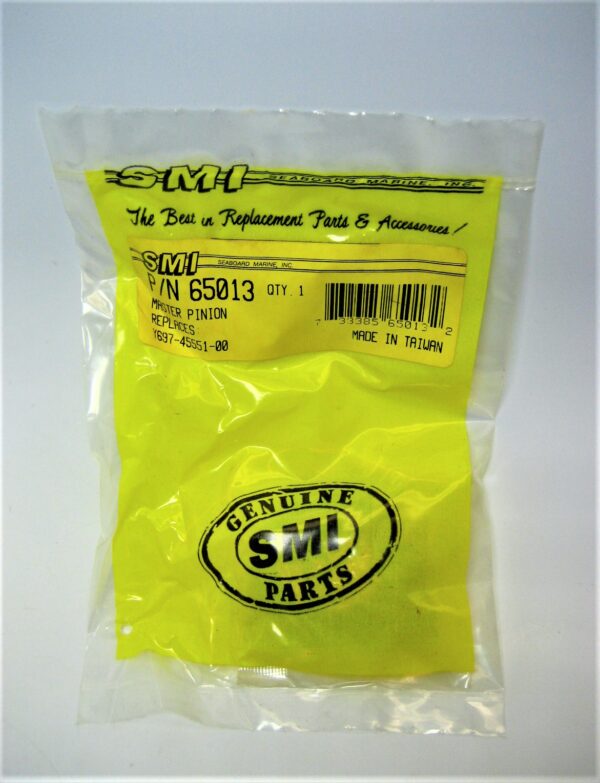 SMI SEABOARD MARINE, INC.
The Best in Replacement Parts & Accessories!
SMI SEABOARD MARINE, INC.
P/N 65013 QTY. 1
MASTER PINION
REPLACES
Y697-45551-00
7 33385 65013 2
MADE IN TAIWAN
GENUINE
SMI
PARTS